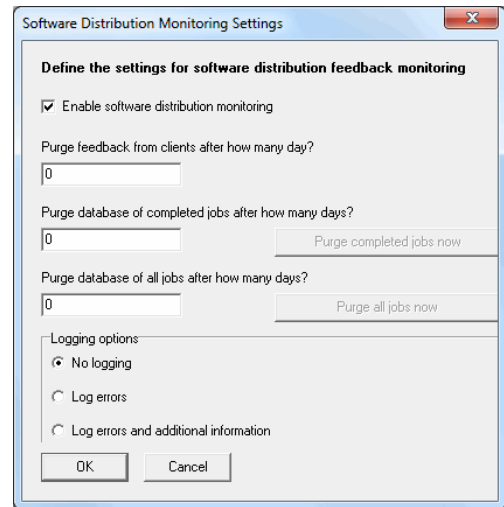 Software Distribution Monitoring Settings
Define the settings for software distribution feedback monitoring
Enable software distribution monitoring
Purge feedback from clients after how many day?
0
Purge database of completed jobs after how many days?
0
Purge completed jobs now
Purge database of all jobs after how many days?
0
Purge all jobs now
Logging options
No logging
Log errors
Log errors and additional information
OK Cancel